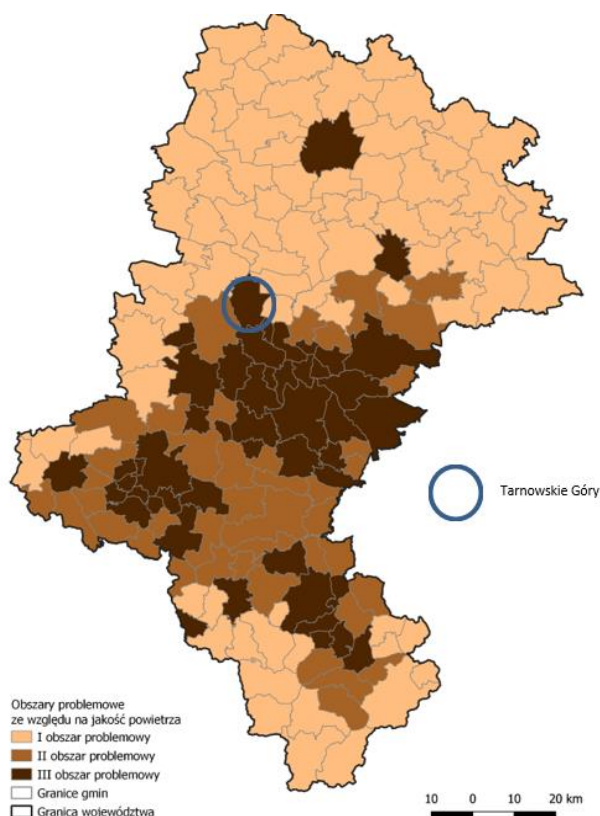 Tarnowskie Góry
Obszary problemowe
ze względu na jakość powietrza
I obszar problemowy
II obszar problemowy
III obszar problemowy
Granice gmin
Granica województwa
10 0 10 20 km